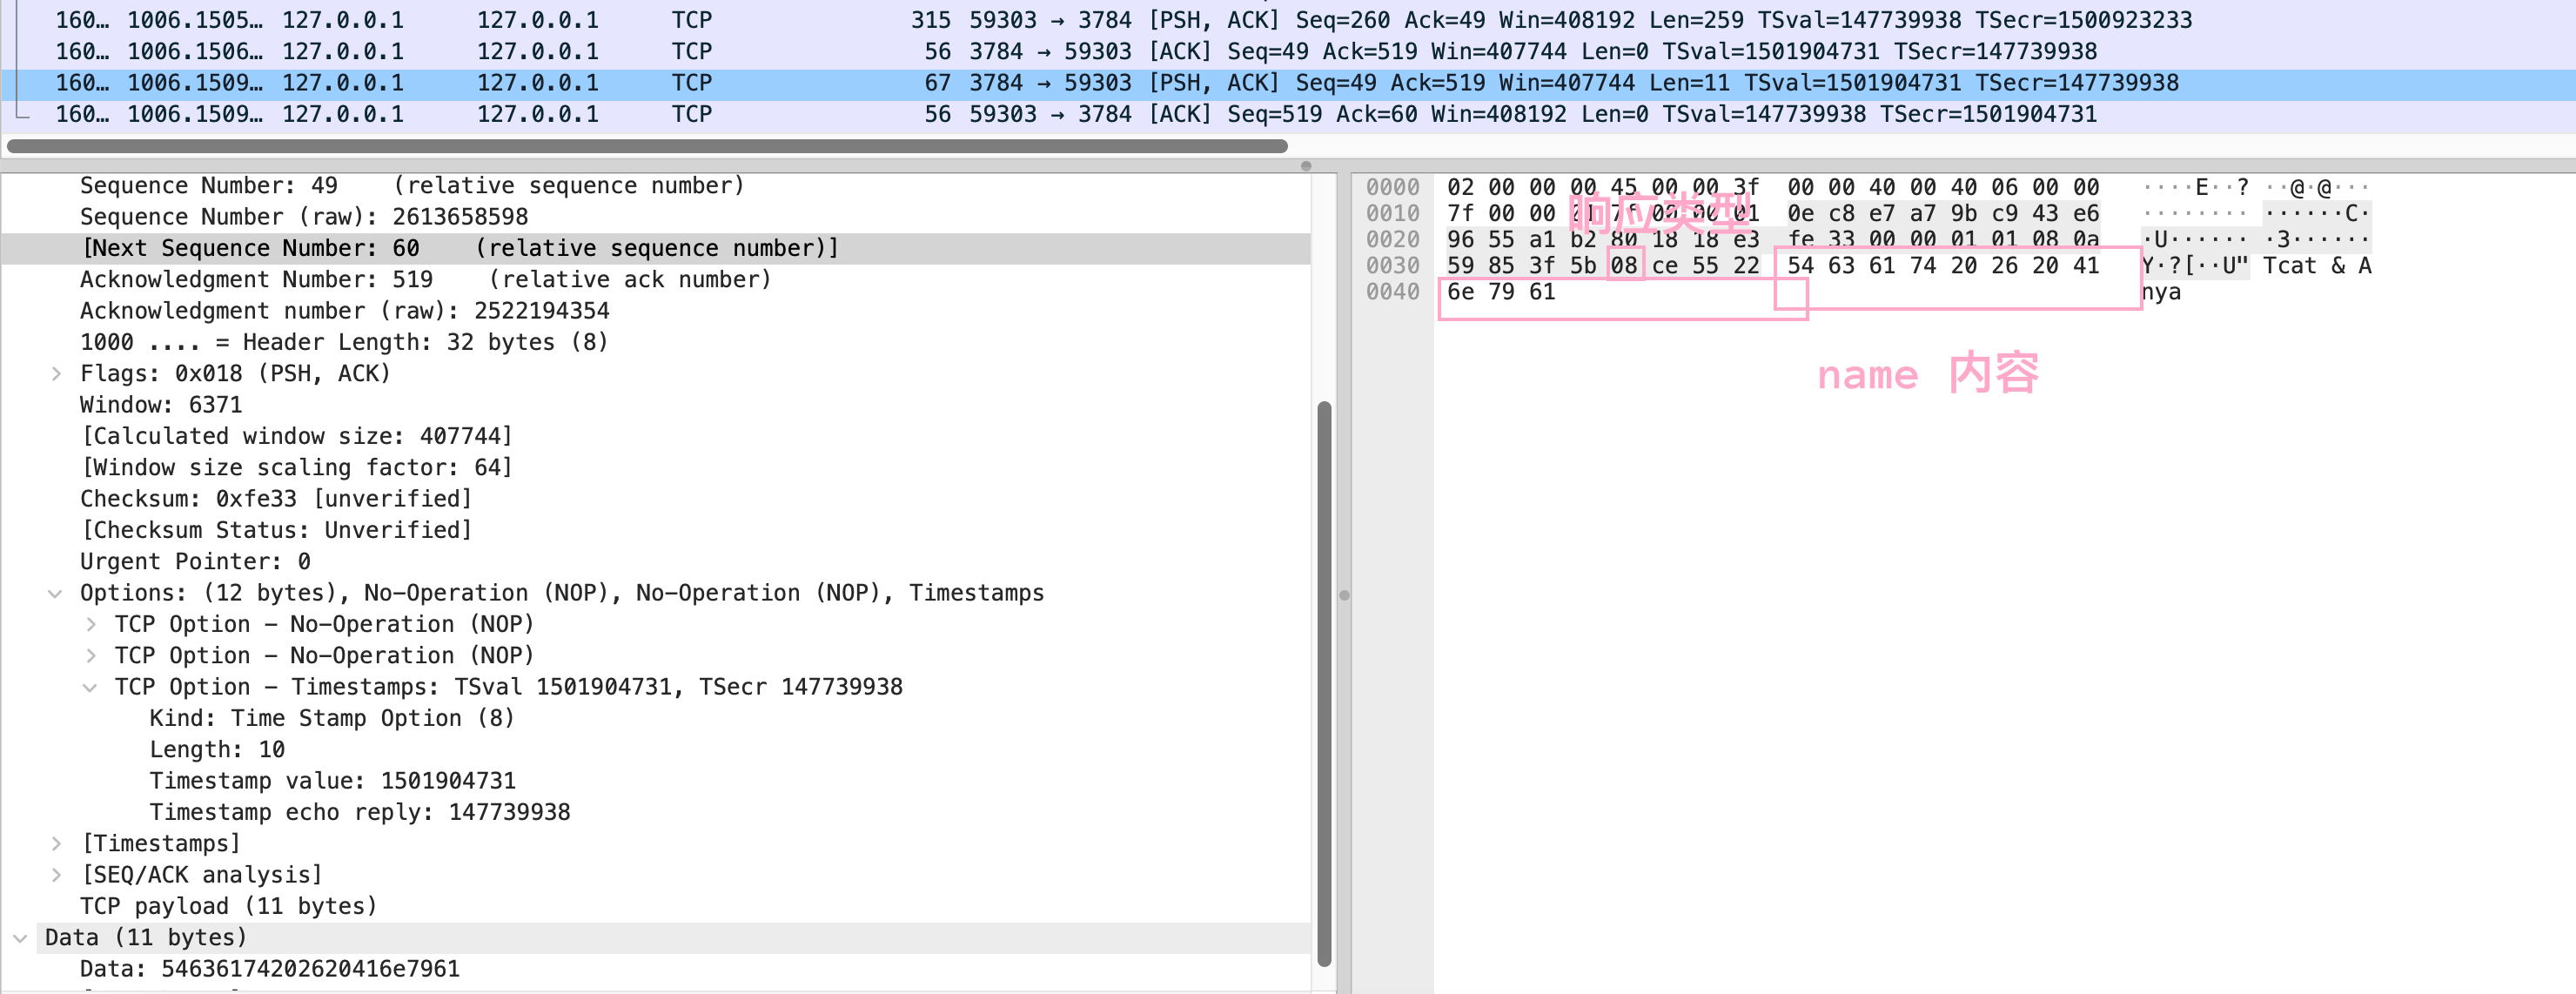 160… 1006.1505… 127.0.0.1 127.0.0.1 TCP 315 59303 → 3784 [PSH, ACK] Seq=260 Ack=49 Win=408192 Len=259 TSval=147739938 TSecr=1500923233
160… 1006.1506… 127.0.0.1 127.0.0.1 TCP 56 3784 → 59303 [ACK] Seq=49 Ack=519 Win=407744 Len=0 TSval=1501904731 TSecr=147739938
160… 1006.1509… 127.0.0.1 127.0.0.1 TCP 67 3784 → 59303 [PSH, ACK] Seq=49 Ack=519 Win=407744 Len=11 TSval=1501904731 TSecr=147739938
160… 1006.1509… 127.0.0.1 127.0.0.1 TCP 56 59303 → 3784 [ACK] Seq=519 Ack=60 Win=408192 Len=0 TSval=147739938 TSecr=1501904731
Sequence Number: 49 (relative sequence number)
Sequence Number (raw): 2613658598
[Next Sequence Number: 60 (relative sequence number)]
Acknowledgment Number: 519 (relative ack number)
Acknowledgment number (raw): 2522194354
1000 .... = Header Length: 32 bytes (8)
Flags: 0x018 (PSH, ACK)
Window: 6371
[Calculated window size: 407744]
[Window size scaling factor: 64]
Checksum: 0xfe33 [unverified]
[Checksum Status: Unverified]
Urgent Pointer: 0
Options: (12 bytes), No-Operation (NOP), No-Operation (NOP), Timestamps
TCP Option – No-Operation (NOP)
TCP Option – No-Operation (NOP)
TCP Option – Timestamps: TSval 1501904731, TSecr 147739938
Kind: Time Stamp Option (8)
Length: 10
Timestamp value: 1501904731
Timestamp echo reply: 147739938
[Timestamps]
[SEQ/ACK analysis]
TCP payload (11 bytes)
Data (11 bytes)
Data: 54636174202620416e7961
0000 02 00 00 00 45 00 00 3f 00 00 40 00 40 06 00 00 ····E··? ··@·@···
响应类型
0010 7f 00 00 7f 00 00 01 0e c8 e7 a7 9b c9 43 e6 ········ ······C·
0020 96 55 a1 b2 80 18 18 e3 fe 33 00 00 01 01 08 0a ·U······ ·3······
0030 59 85 3f 5b 08 ce 55 22 54 63 61 74 20 26 20 41 Y·?[··U" Tcat & A
0040 6e 79 61 nya
name 内容